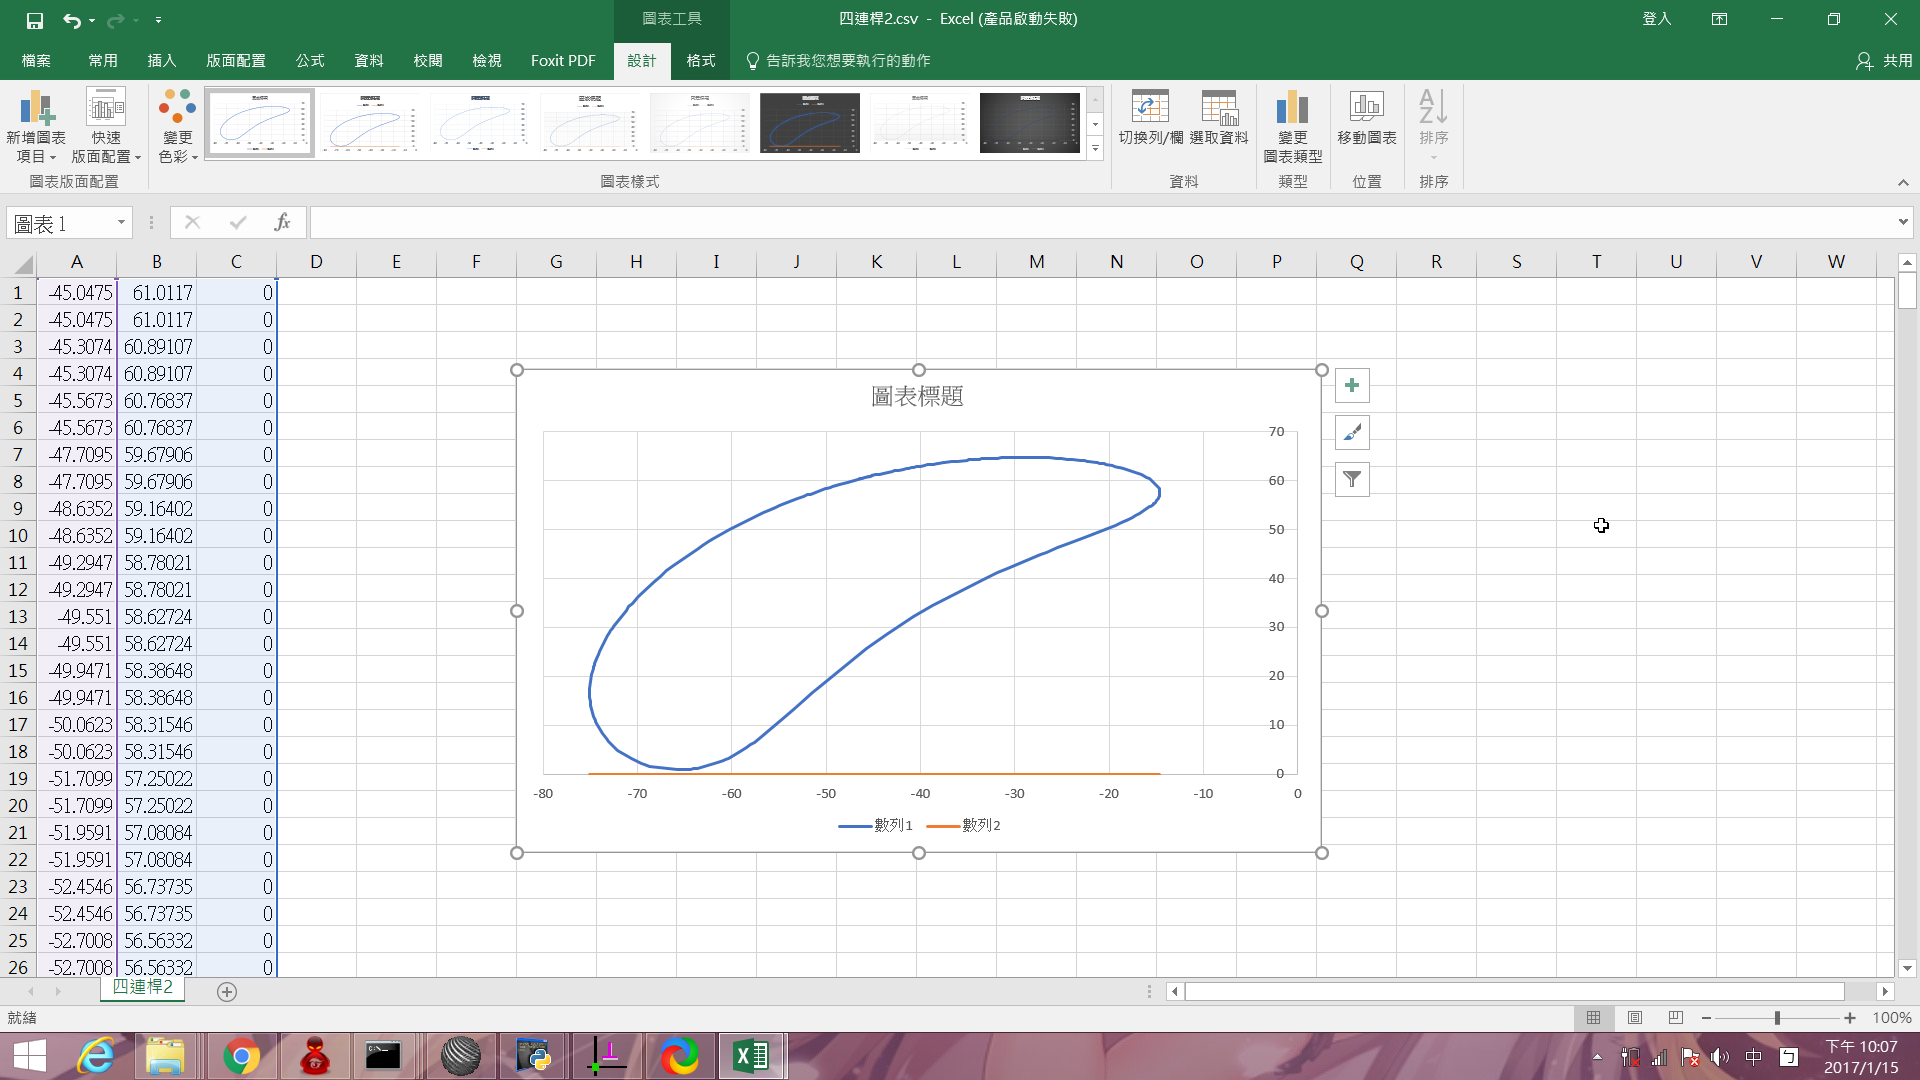 圖表工具
四連桿2.csv - Excel (產品啟動失敗)
登入
檔案 常用 插入 版面配置 公式 資料 校閱 檢視 Foxit PDF 設計 格式 告訴我您想要執行的動作 共用
新增圖表項目 快速版面配置 變更色彩 切換列/欄 選取資料 變更圖表類型 移動圖表 排序
圖表版面配置 圖表樣式 資料 類型 位置 排序
圖表 1 fx
A B C D E F G H I J K L M N O P Q R S T U V W
1 -45.0475 61.0117 0
2 -45.0475 61.0117 0
3 -45.3074 60.89107 0
4 -45.3074 60.89107 0
5 -45.5673 60.76837 0
6 -45.5673 60.76837 0
7 -47.7095 59.67906 0
8 -47.7095 59.67906 0
9 -48.6352 59.16402 0
10 -48.6352 59.16402 0
11 -49.2947 58.78021 0
12 -49.2947 58.78021 0
13 -49.551 58.62724 0
14 -49.551 58.62724 0
15 -49.9471 58.38648 0
16 -49.9471 58.38648 0
17 -50.0623 58.31546 0
18 -50.0623 58.31546 0
19 -51.7099 57.25022 0
20 -51.7099 57.25022 0
21 -51.9591 57.08084 0
22 -51.9591 57.08084 0
23 -52.4546 56.73735 0
24 -52.4546 56.73735 0
25 -52.7008 56.56332 0
26 -52.7008 56.56332 0
圖表標題
70
60
50
40
30
20
10
0
-80 -70 -60 -50 -40 -30 -20 -10 0
數列1 數列2
四連桿2
就緒
100%
中
下午 10:07
2017/1/15